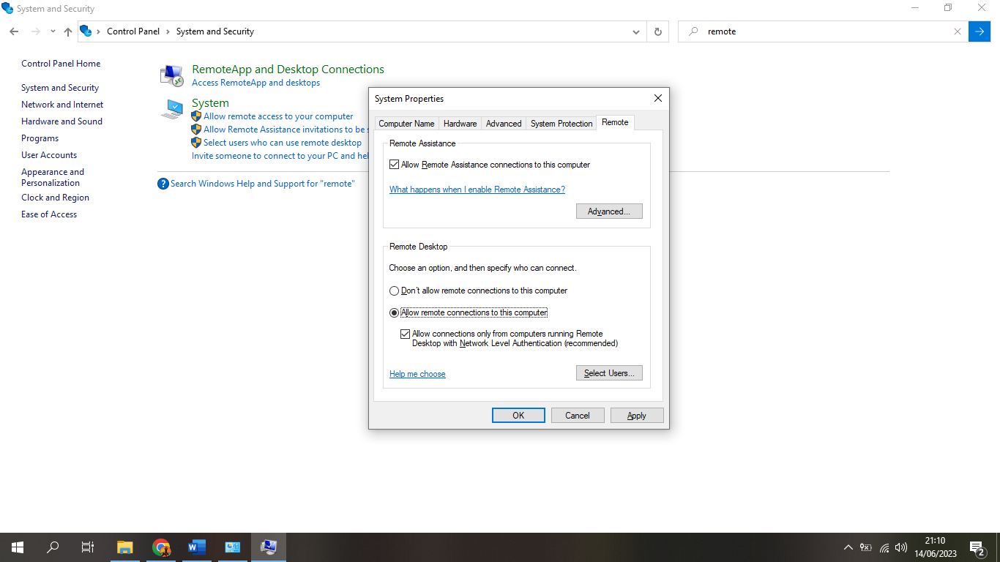 System and Security
Control Panel
System and Security
remote
Control Panel Home
System and Security
Network and Internet
Hardware and Sound
Programs
User Accounts
Appearance and
Personalization
Clock and Region
Ease of Access
RemoteApp and Desktop Connections
Access RemoteApp and desktops
System
Allow remote access to your computer
Allow Remote Assistance invitations to be
Select users who can use remote desktop
Invite someone to connect to your PC and
Search Windows Help and Support for "remote"
System Properties
Computer Name
Hardware
Advanced
System Protection
Remote
Remote Assistance
Allow Remote Assistance connections to this computer
What happens when I enable Remote Assistance?
Advanced...
Remote Desktop
Choose an option, and then specify who can connect.
Don't allow remote connections to this computer
Allow remote connections to this computer
Allow connections only from computers running Remote
Desktop with Network Level Authentication (recommended)
Help me choose
Select Users...
OK
Cancel
Apply
21:10
14/06/2023
2